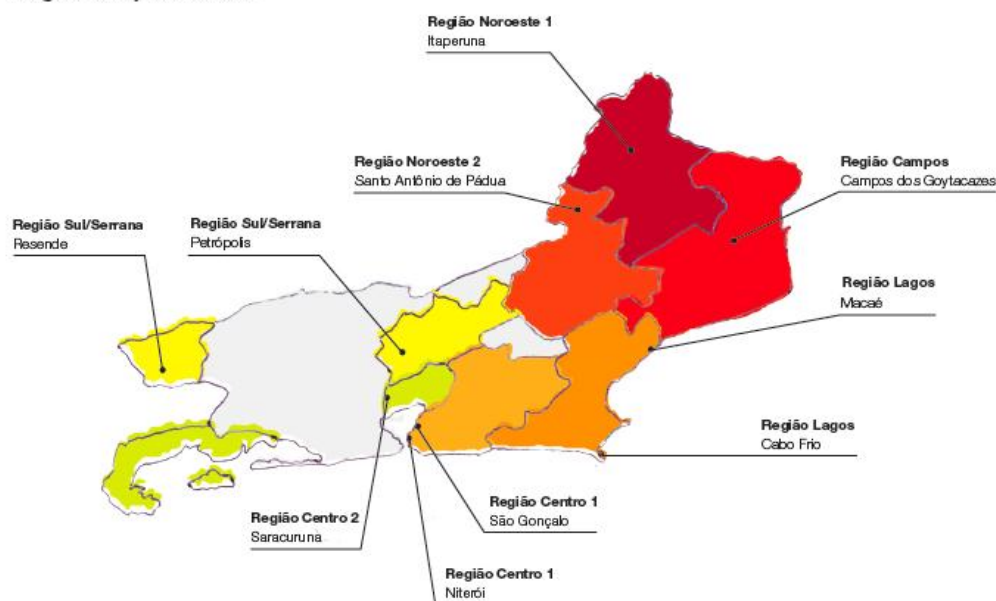 Região Noroeste 1
Itaperuna
Região Noroeste 2
Santo Antônio de Pádua
Região Campos
Campos dos Goytacazes
Região Sul/Serrana
Resende
Região Sul/Serrana
Petrópolis
Região Lagos
Macaé
Região Lagos
Cabo Frio
Região Centro 1
São Gonçalo
Região Centro 2
Saracuruna
Região Centro 1
Niterói